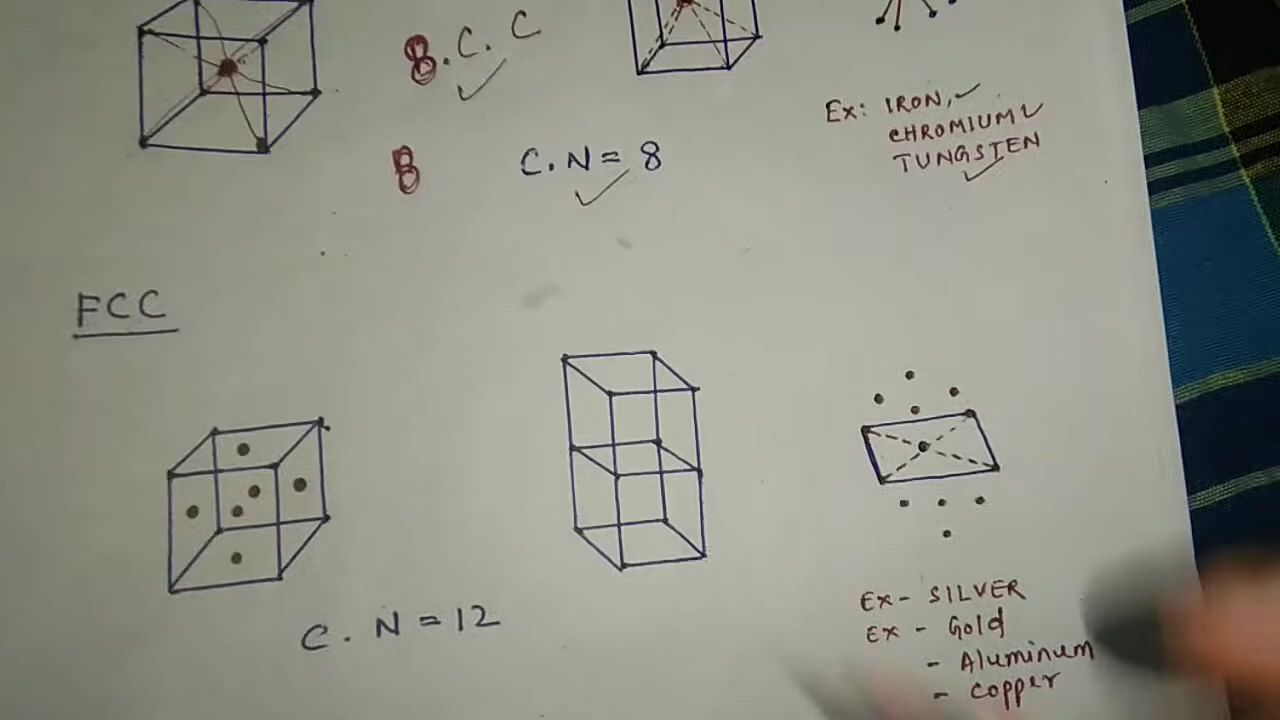 B.C.C
Ex: IRON,
CHROMIUM
TUNGSTEN
B
C.N = 8
FCC
C.N = 12
Ex- SILVER
Ex - Gold
- Aluminum
- Copper